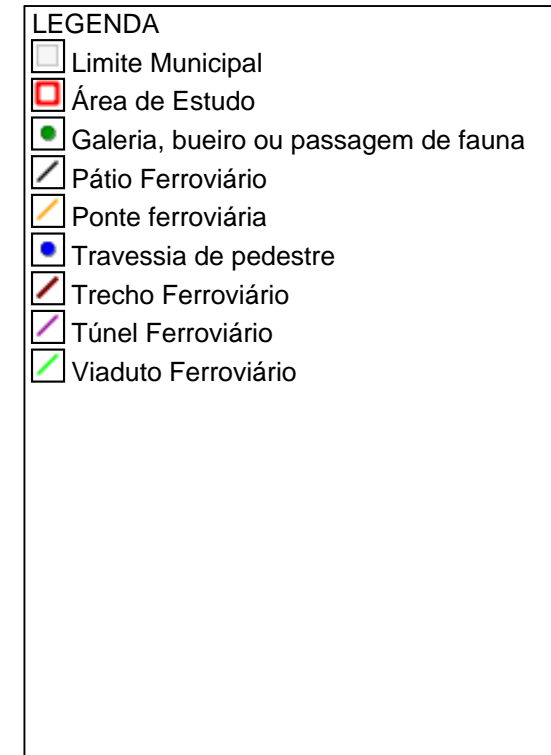 LEGENDA
Limite Municipal
Área de Estudo
Galeria, bueiro ou passagem de fauna
Pátio Ferroviário
Ponte ferroviária
Travessia de pedestre
Trecho Ferroviário
Túnel Ferroviário
Viaduto Ferroviário